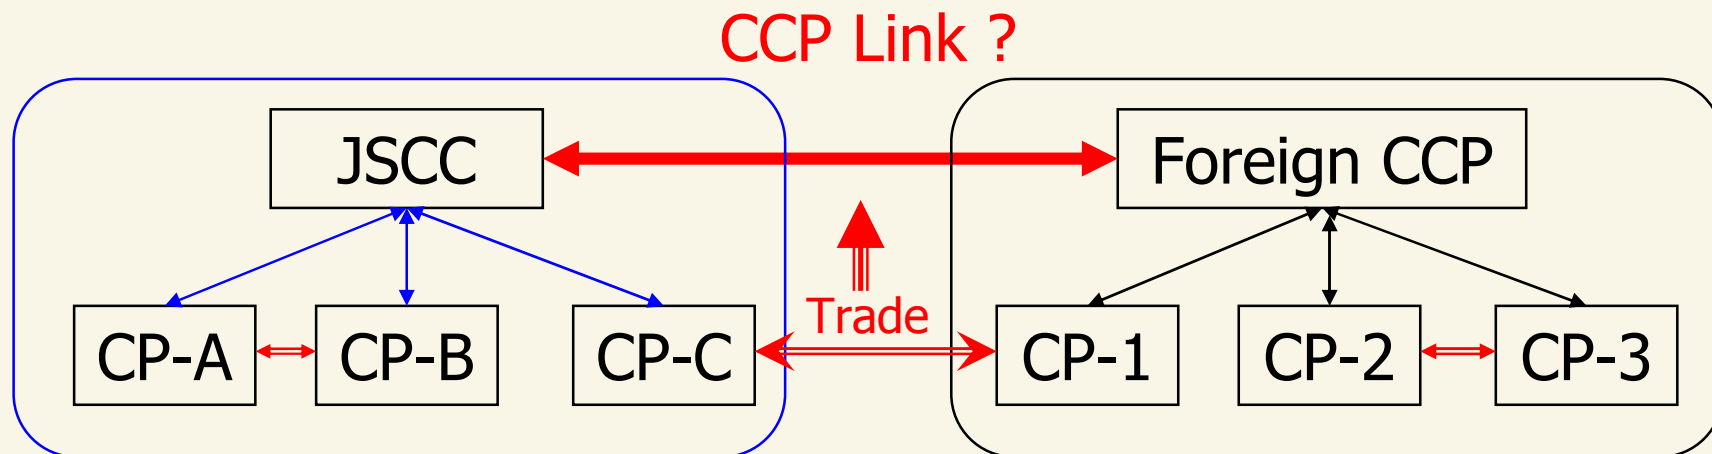 CCP Link ?
JSCC
Foreign CCP
Trade
CP-A
CP-B
CP-C
CP-1
CP-2
CP-3